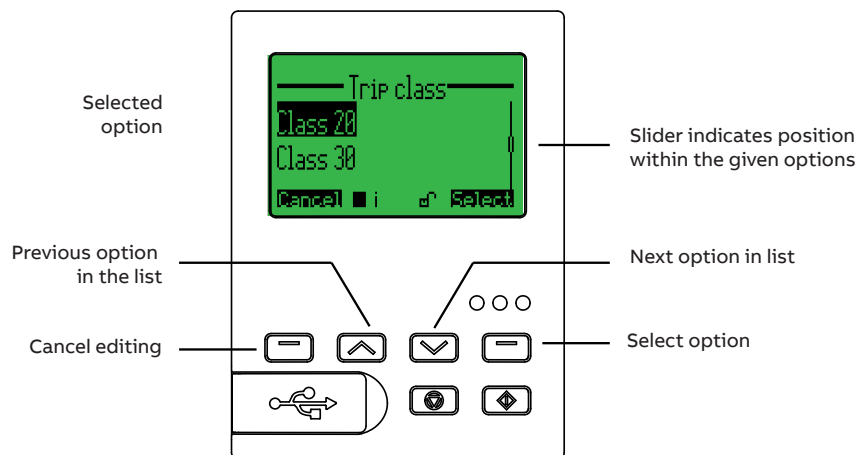 Trip class
Selected
option
Class 20
Class 30
Slider indicates position
within the given options
Cancel i Select
Previous option
in the list
Next option in list
Cancel editing
Select option